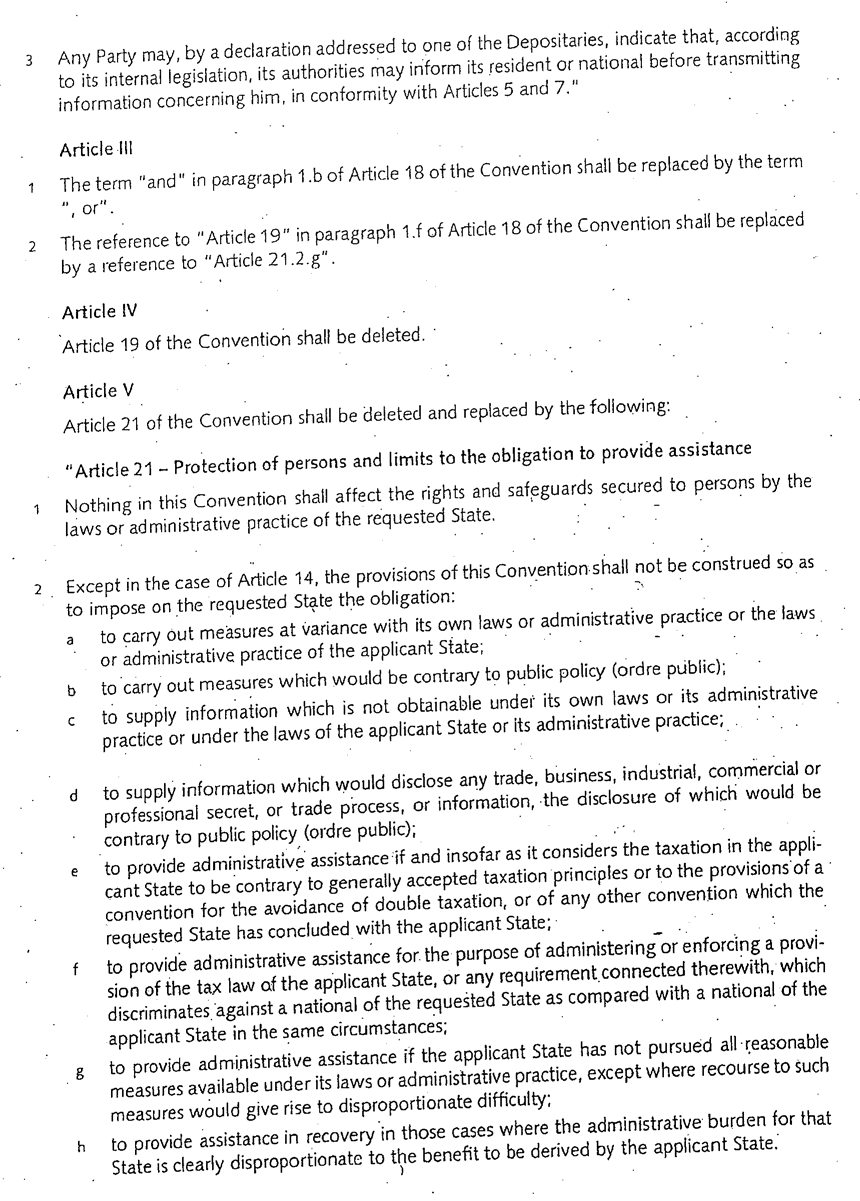 3 Any Party may, by a declaration addressed to one of the Depositaries, indicate that, according
to its internal legislation, its authorities may inform its resident or national before transmitting
information concerning him, in conformity with Articles 5 and 7."
Article III
1 The term "and" in paragraph 1.b of Article 18 of the Convention shall be replaced by the term
", or".
2 The reference to "Article 19" in paragraph 1.f of Article 18 of the Convention shall be replaced
by a reference to "Article 21.2.g".
Article IV
Article 19 of the Convention shall be deleted.
Article V
Article 21 of the Convention shall be deleted and replaced by the following:
"Article 21 – Protection of persons and limits to the obligation to provide assistance
1 Nothing in this Convention shall affect the rights and safeguards secured to persons by the
laws or administrative practice of the requested State.
2 Except in the case of Article 14, the provisions of this Convention shall not be construed so as
to impose on the requested State the obligation:
a to carry out measures at variance with its own laws or administrative practice or the laws
or administrative practice of the applicant State;
b to carry out measures which would be contrary to public policy (ordre public);
c to supply information which is not obtainable under its own laws or its administrative
practice or under the laws of the applicant State or its administrative practice;
d to supply information which would disclose any trade, business, industrial, commercial or
professional secret, or trade process, or information, the disclosure of which would be
contrary to public policy (ordre public);
e to provide administrative assistance if and insofar as it considers the taxation in the appli-
cant State to be contrary to generally accepted taxation principles or to the provisions of a
convention for the avoidance of double taxation, or of any other convention which the
requested State has concluded with the applicant State;
f to provide administrative assistance for the purpose of administering or enforcing a provi-
sion of the tax law of the applicant State, or any requirement connected therewith, which
discriminates against a national of the requested State as compared with a national of the
applicant State in the same circumstances;
g to provide administrative assistance if the applicant State has not pursued all reasonable
measures available under its laws or administrative practice, except where recourse to such
measures would give rise to disproportionate difficulty;
h to provide assistance in recovery in those cases where the administrative burden for that
State is clearly disproportionate to the benefit to be derived by the applicant State.